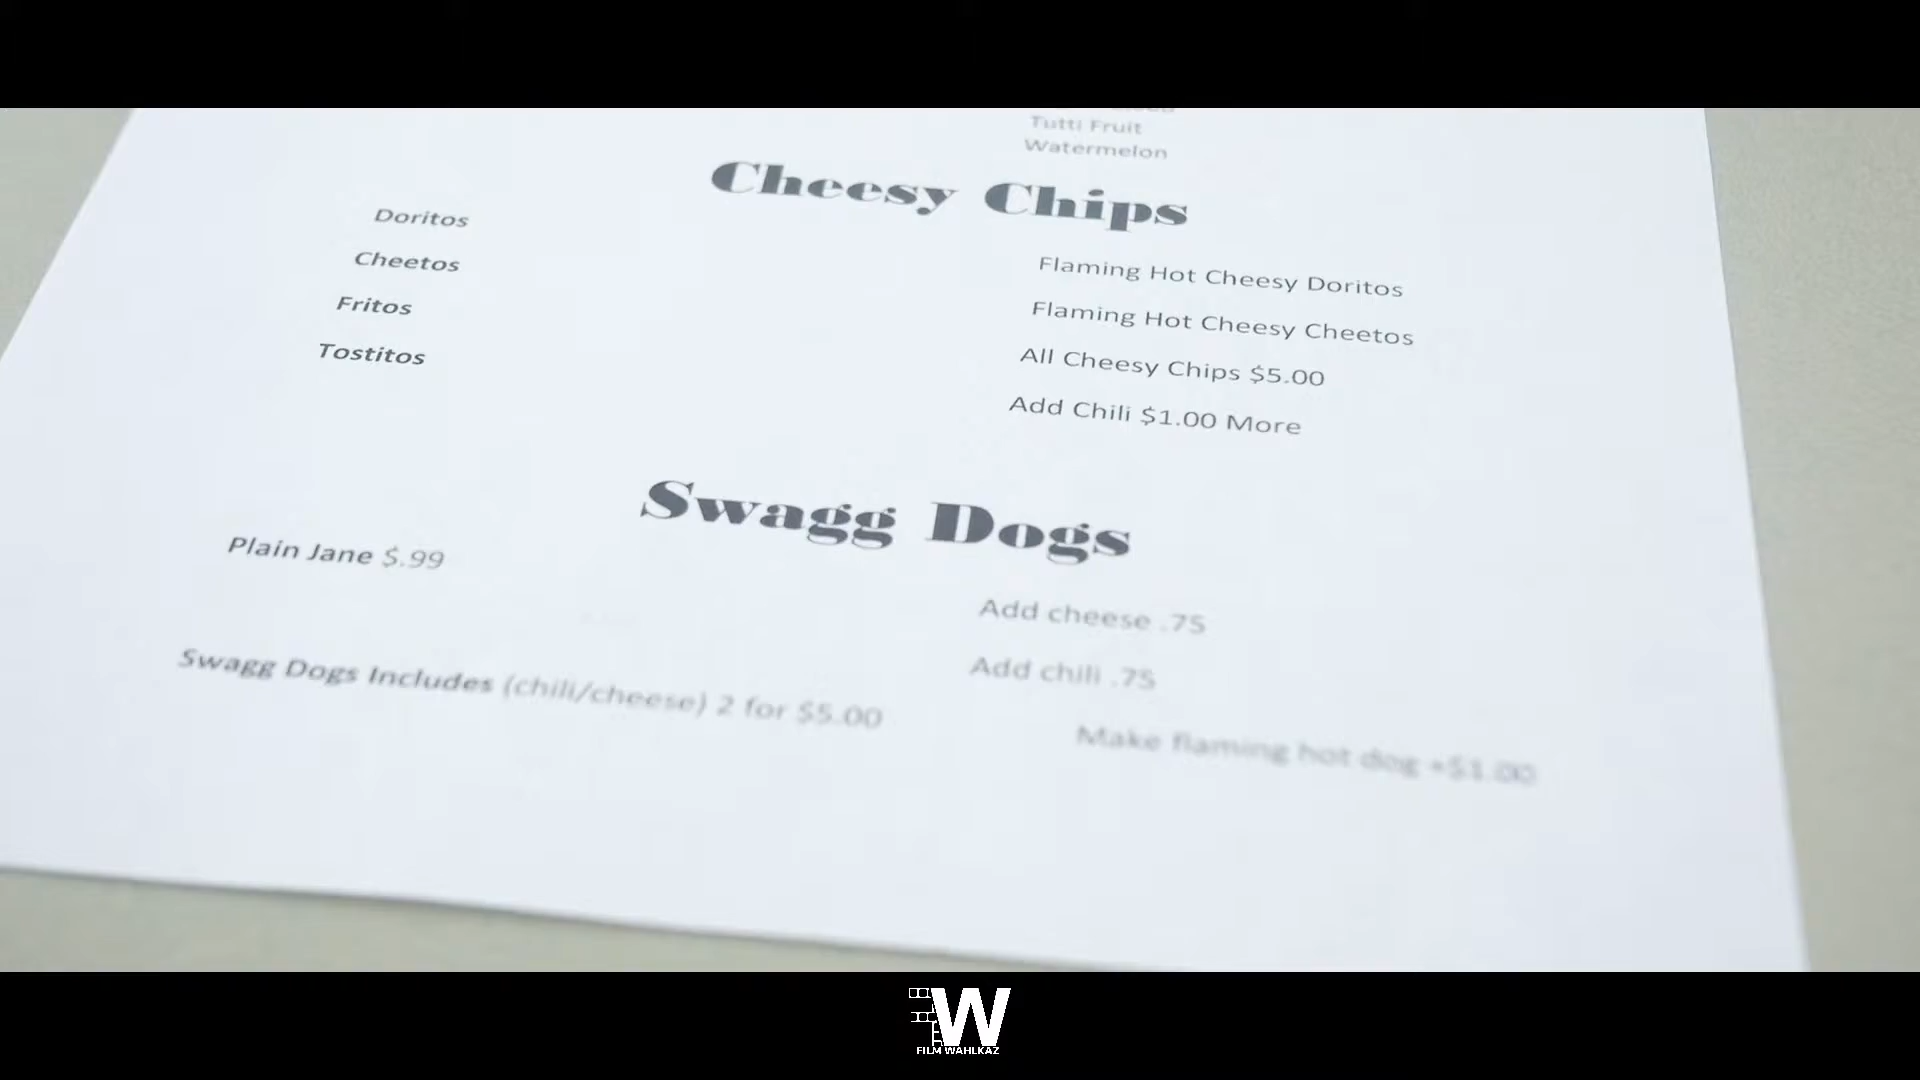 Tutti Fruit
Watermelon
Cheesy Chips
Doritos
Cheetos
Fritos
Tostitos
Flaming Hot Cheesy Doritos
Flaming Hot Cheesy Cheetos
All Cheesy Chips $5.00
Add Chili $1.00 More
Swagg Dogs
Plain Jane $.99
Swagg Dogs Includes (chili/cheese) 2 for $5.00
Add cheese .75
Add chili .75
Make flaming hot dog +$1.00
W
FILM WAHLKAZ